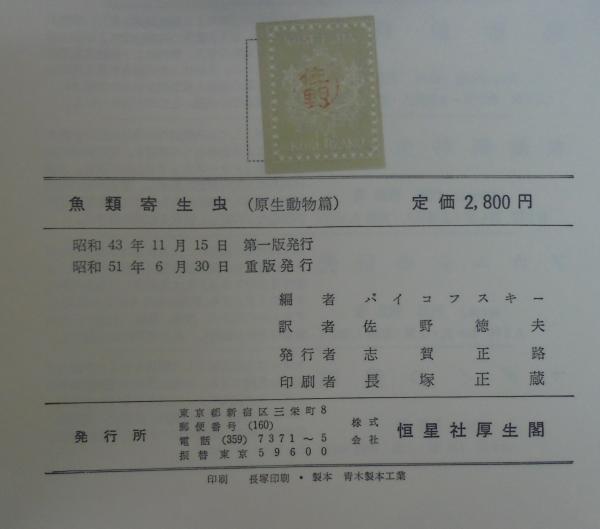 佐野
魚類寄生虫（原生動物篇） 定価 2,800円
昭和 43 年 11 月 15 日 第一版発行
昭和 51 年 6 月 30 日 重版発行
編者 バイコフスキー
訳者 佐野徳夫
発行者 志賀正路
印刷者 長塚正蔵
発行所
東京都新宿区三栄町8
郵便番号 (160)
電話 (359) 7371～5
振替 東京 59600
株式会社 恒星社厚生閣
印刷 長塚印刷・製本 青木製本工業